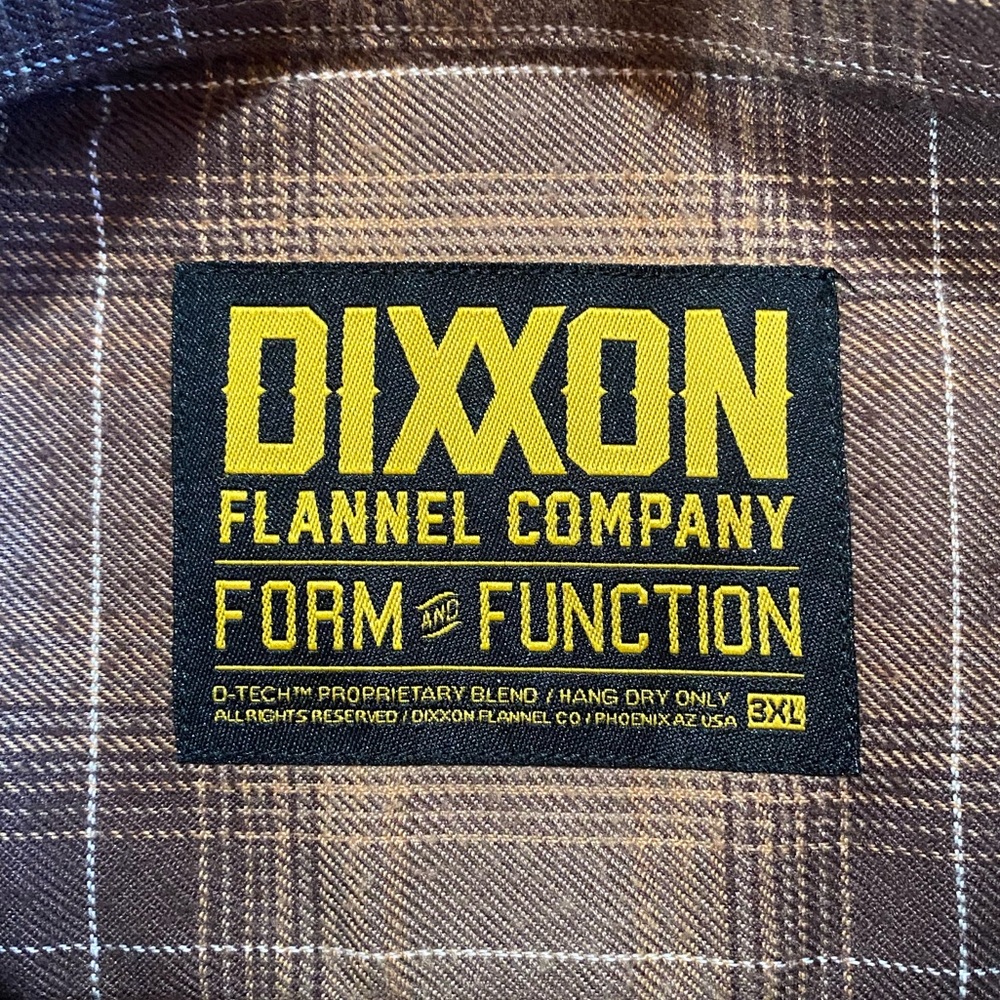 DIXXON
FLANNEL COMPANY
FORM AND FUNCTION
D-TECH™ PROPRIETARY BLEND / HANG DRY ONLY
ALL RIGHTS RESERVED / DIXXON FLANNEL CO / PHOENIX AZ USA 3XL